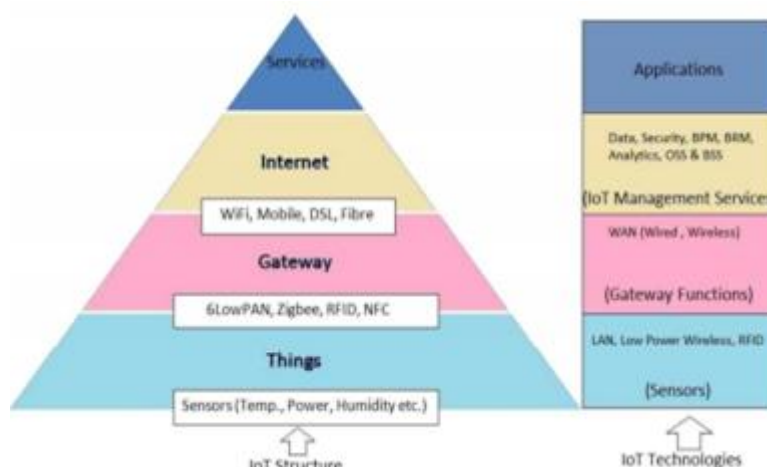 Services
Internet
WiFi, Mobile, DSL, Fibre
Gateway
6LowPAN, Zigbee, RFID, NFC
Things
Sensors(Temp., Power, Humidity etc.)
IoT Structure
Applications
Data, Security, BPM, BRM,
Analytics, OSS & BSS
(IoT Management Services
WAN (Wired , Wireless)
(Gateway Functions)
LAN, Low Power Wireless, RFID
(Sensors)
IoT Technologies